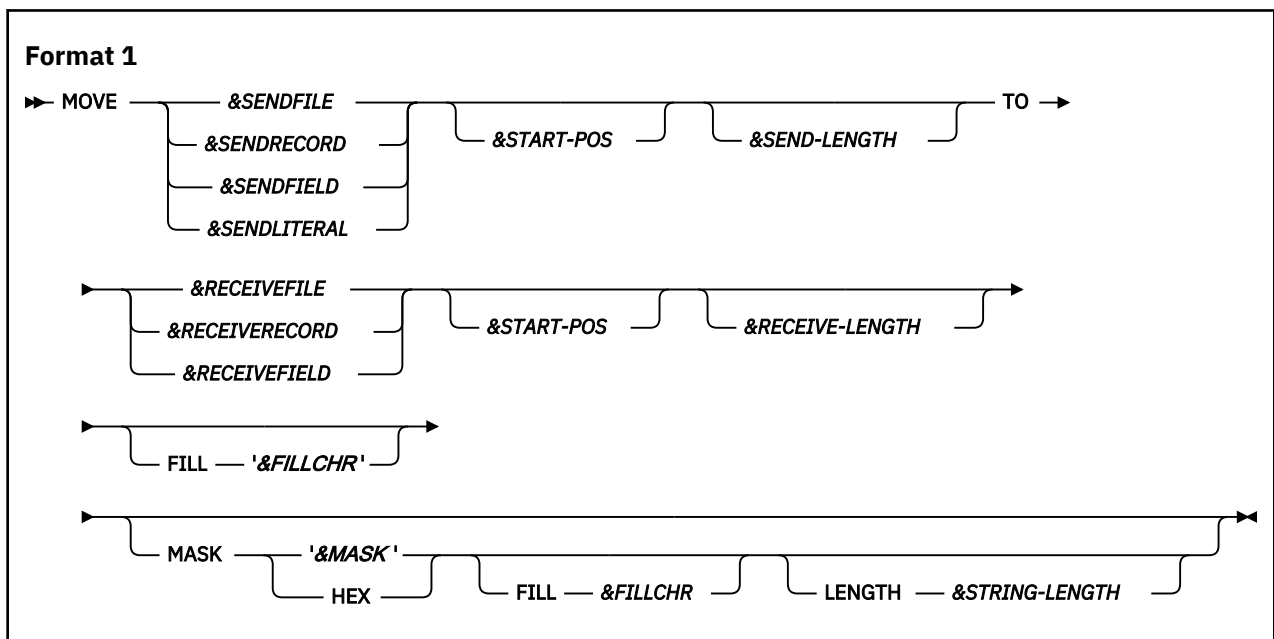 Format 1
MOVE &SENDFILE TO
&SENDRECORD &START-POS &SEND-LENGTH
&SENDFIELD
&SENDLITERAL
&RECEIVEFILE
&RECEIVERECORD &START-POS &RECEIVE-LENGTH
&RECEIVEFIELD
FILL '&FILLCHR'
MASK '&MASK'
HEX FILL &FILLCHR LENGTH &STRING-LENGTH